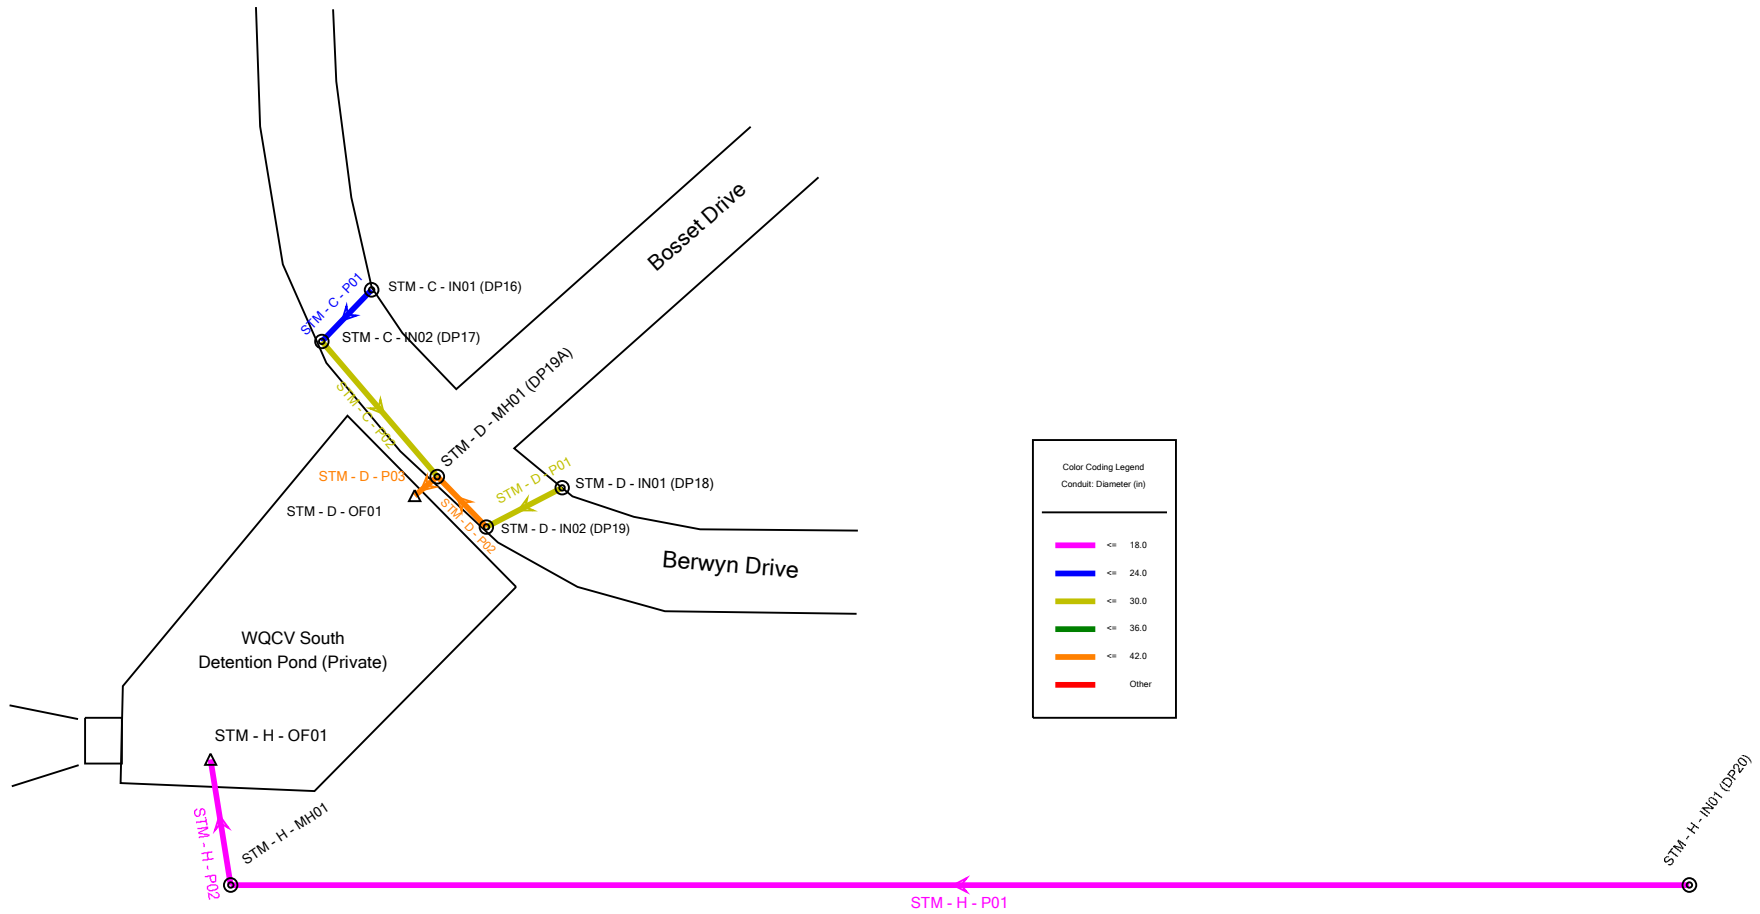 Bosset Drive
STM - C - P01
STM - C - IN01 (DP16)
STM - C - IN02 (DP17)
STM - D - MH01 (DP19A)
STM - C - P02
STM - D - P01
STM - D - P03
STM - D - IN01 (DP18)
STM - D - OF01
STM - D - P02
STM - D - IN02 (DP19)
Berwyn Drive
Color Coding Legend
Conduit: Diameter (in)
<= 18.0
<= 24.0
<= 30.0
<= 36.0
<= 42.0
Other
WQCV South
Detention Pond (Private)
STM - H - OF01
STM - H - MH01
STM - H - P02
STM - H - IN01 (DP20)
STM - H - P01